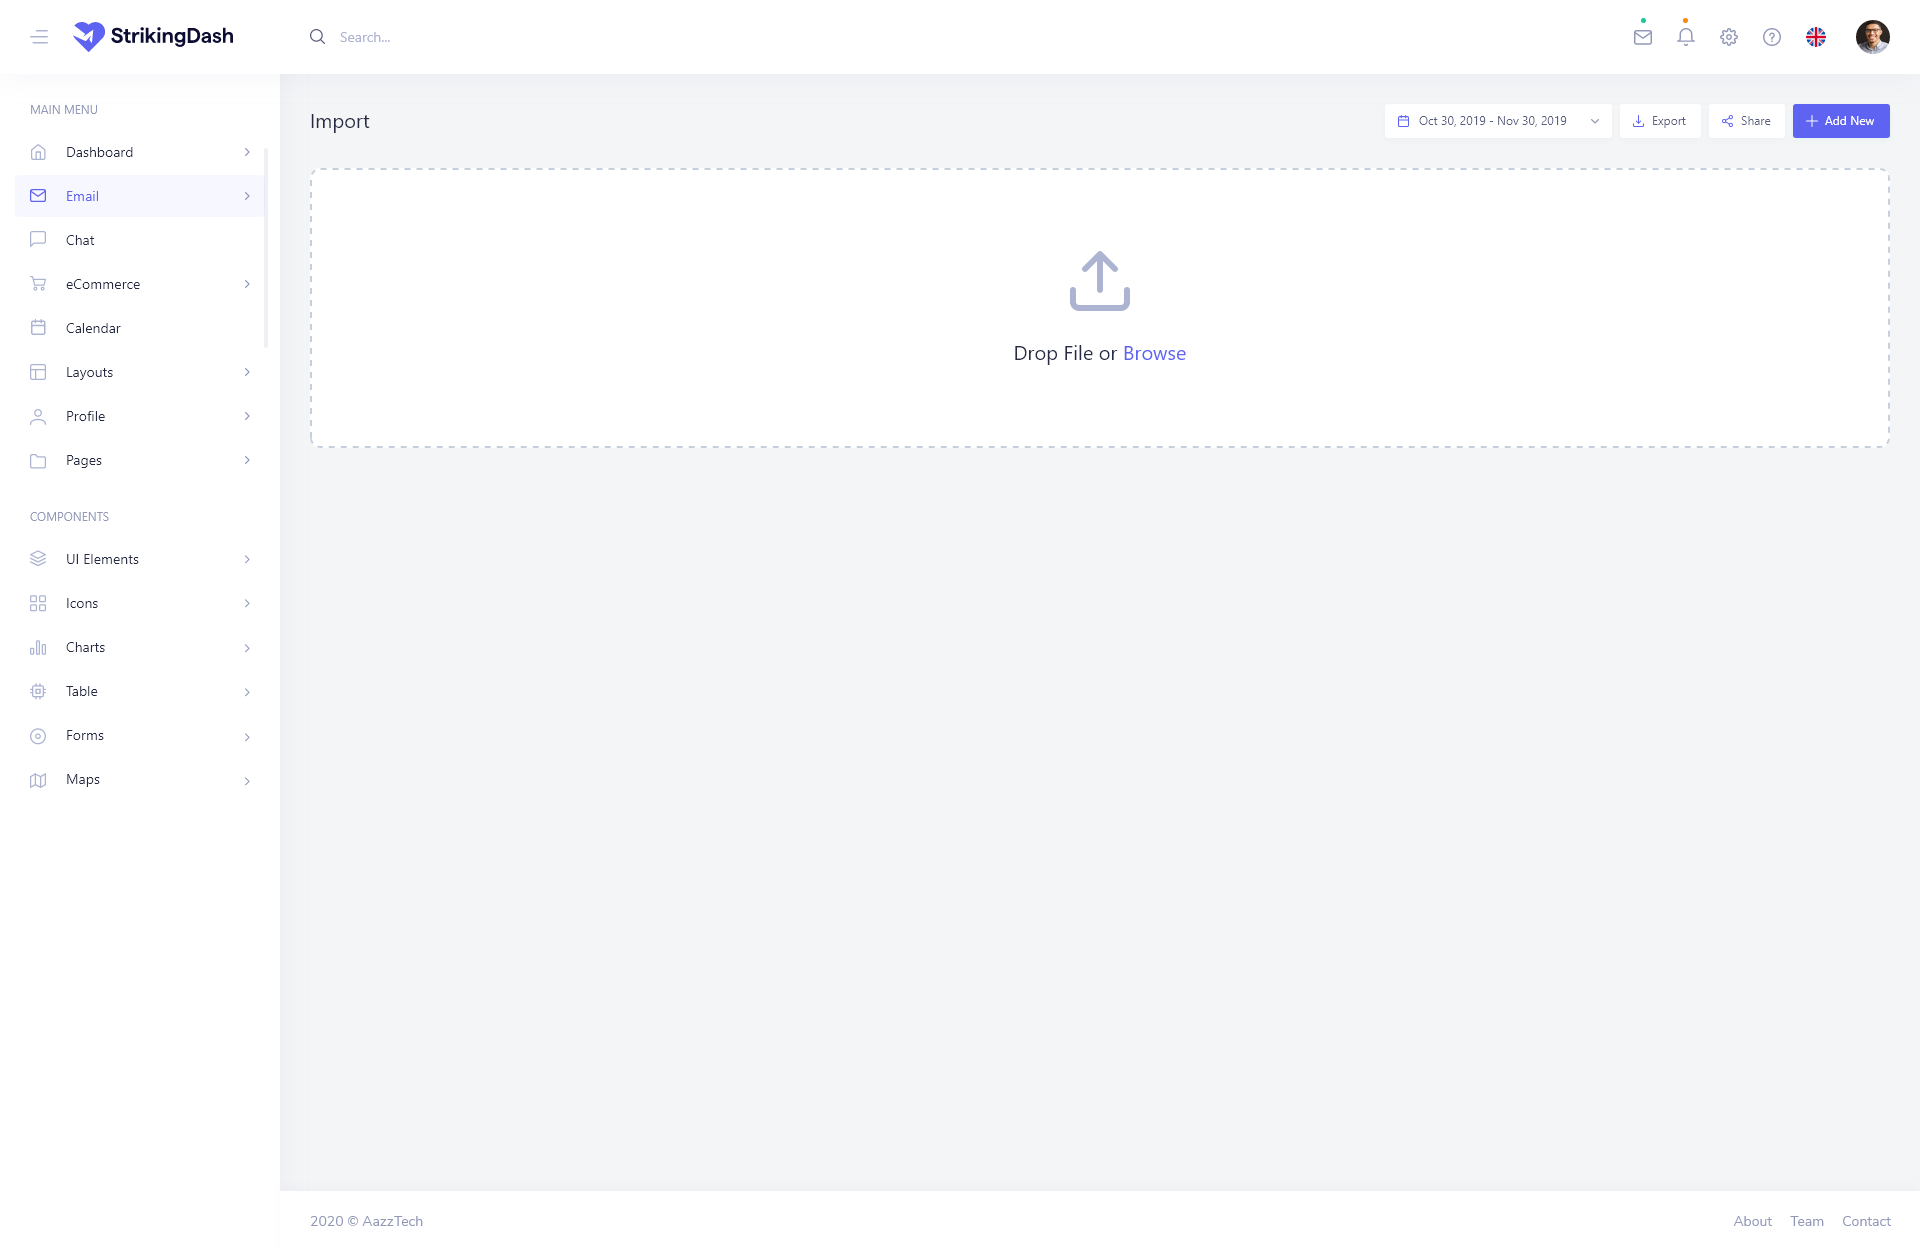 StrikingDash
Search...
MAIN MENU
Dashboard
Email
Chat
eCommerce
Calendar
Layouts
Profile
Pages
COMPONENTS
UI Elements
Icons
Charts
Table
Forms
Maps
Import
Oct 30, 2019 - Nov 30, 2019
Export
Share
Add New
Drop File or Browse
2020 © AazzTech
About Team Contact